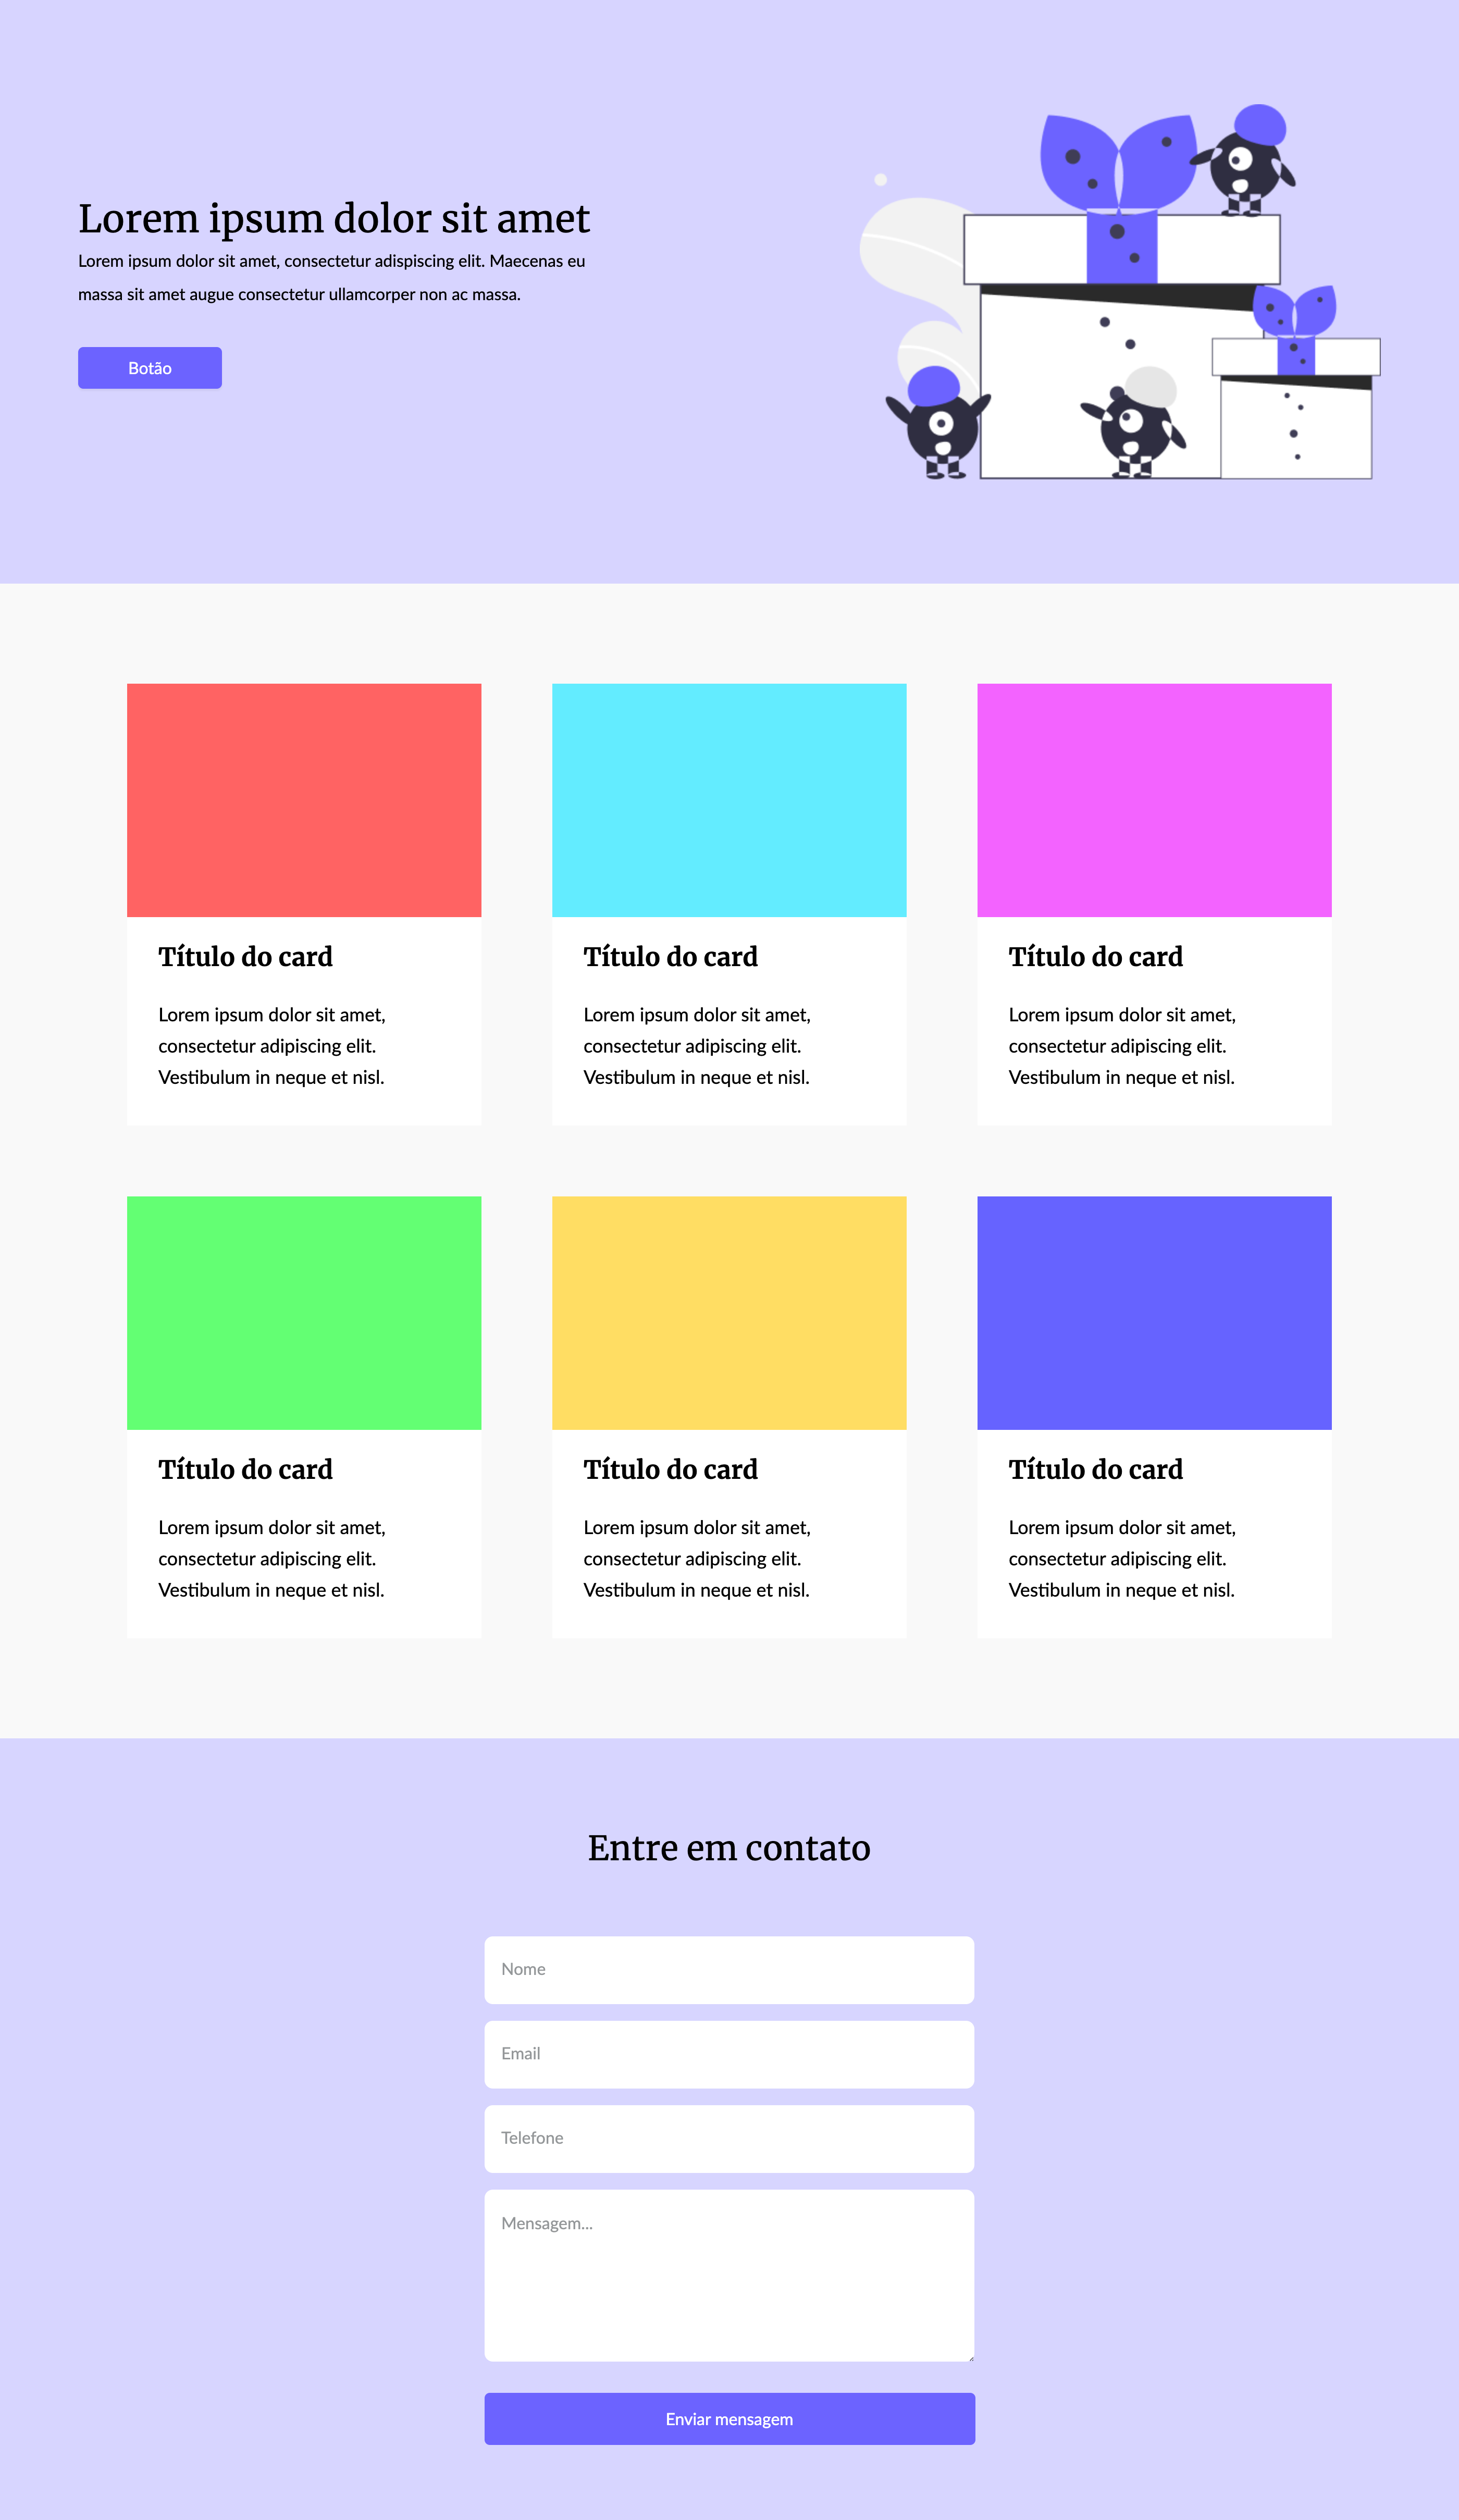 Lorem ipsum dolor sit amet
Lorem ipsum dolor sit amet, consectetur adispiscing elit. Maecenas eu
massa sit amet augue consectetur ullamcorper non ac massa.
Botão
Título do card
Lorem ipsum dolor sit amet,
consectetur adipiscing elit.
Vestibulum in neque et nisl.
Título do card
Lorem ipsum dolor sit amet,
consectetur adipiscing elit.
Vestibulum in neque et nisl.
Título do card
Lorem ipsum dolor sit amet,
consectetur adipiscing elit.
Vestibulum in neque et nisl.
Título do card
Lorem ipsum dolor sit amet,
consectetur adipiscing elit.
Vestibulum in neque et nisl.
Título do card
Lorem ipsum dolor sit amet,
consectetur adipiscing elit.
Vestibulum in neque et nisl.
Título do card
Lorem ipsum dolor sit amet,
consectetur adipiscing elit.
Vestibulum in neque et nisl.
Entre em contato
Nome
Email
Telefone
Mensagem...
Enviar mensagem